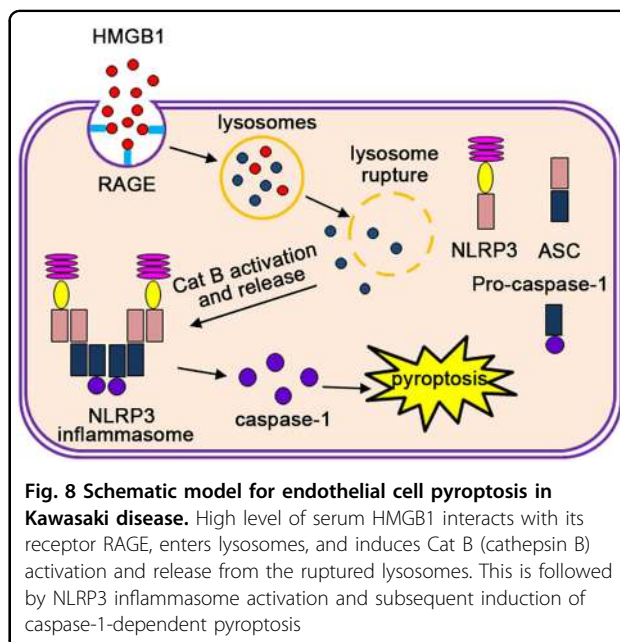 HMGB1
RAGE
lysosomes
lysosome
rupture
NLRP3
ASC
Pro-caspase-1
Cat B activation
and release
NLRP3
inflammasome
caspase-1
pyroptosis
Fig. 8 Schematic model for endothelial cell pyroptosis in
Kawasaki disease. High level of serum HMGB1 interacts with its
receptor RAGE, enters lysosomes, and induces Cat B (cathepsin B)
activation and release from the ruptured lysosomes. This is followed
by NLRP3 inflammasome activation and subsequent induction of
caspase-1-dependent pyroptosis